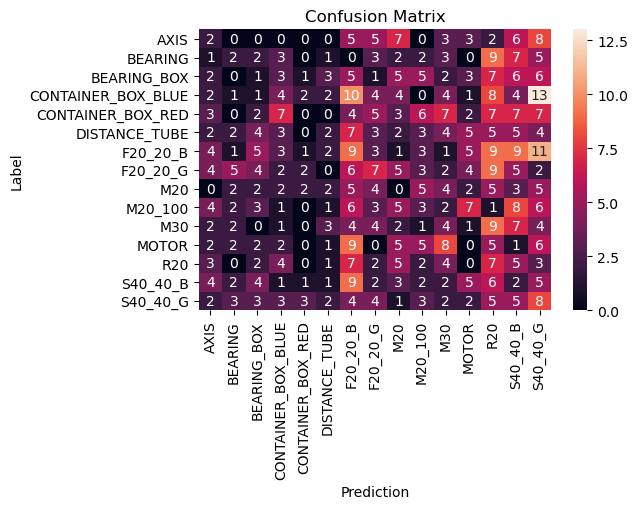 Confusion Matrix
AXIS 2 0 0 0 0 0 5 5 7 0 3 3 2 6 8
BEARING 1 2 2 3 0 1 0 3 2 2 3 0 9 7 5
BEARING_BOX 2 0 1 3 1 3 5 1 5 5 2 3 7 6 6
CONTAINER_BOX_BLUE 2 1 1 4 2 2 10 4 4 0 4 1 8 4 13
CONTAINER_BOX_RED 3 0 2 7 0 0 4 5 3 6 7 2 7 7 7
DISTANCE_TUBE 2 2 4 3 0 2 7 3 2 3 4 5 5 5 4
F20_20_B 4 1 5 3 1 2 9 3 1 3 1 5 9 9 11
F20_20_G 4 5 4 2 2 0 6 7 5 3 2 4 9 5 2
M20 0 2 2 2 2 2 5 4 0 5 4 2 5 3 5
M20_100 4 2 3 1 0 1 6 3 5 3 2 7 1 8 6
M30 2 2 0 1 0 3 4 4 2 1 4 1 9 7 4
MOTOR 2 2 2 2 0 1 9 0 5 5 8 0 5 1 6
R20 3 0 2 4 0 1 7 2 5 2 4 0 7 5 3
S40_40_B 4 2 4 1 1 1 9 2 3 2 2 5 6 2 5
S40_40_G 2 3 3 3 3 2 4 4 1 3 2 2 5 5 8
Label
AXIS
BEARING
BEARING_BOX
CONTAINER_BOX_BLUE
CONTAINER_BOX_RED
DISTANCE_TUBE
F20_20_B
F20_20_G
M20
M20_100
M30
MOTOR
R20
S40_40_B
S40_40_G
Prediction
12.5
10.0
7.5
5.0
2.5
0.0